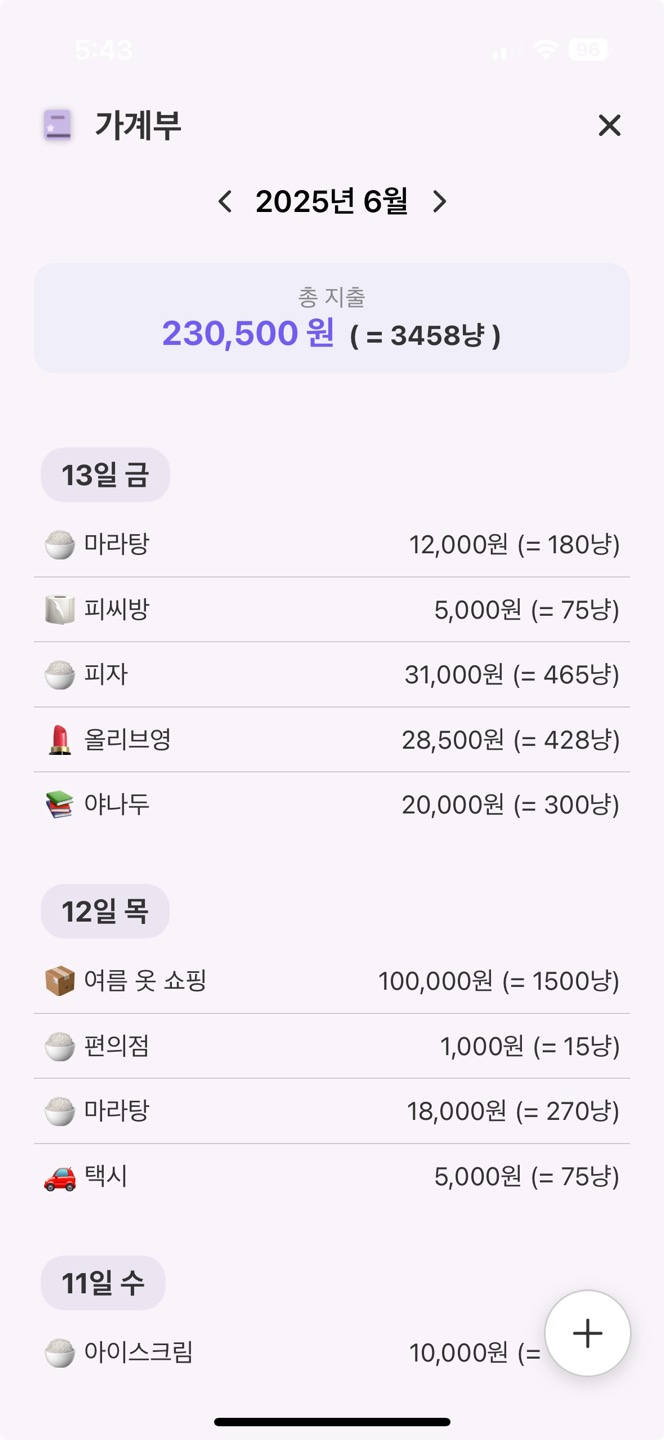 5:43
96
가계부
2025년 6월
총 지출
230,500 원 ( = 3458냥 )
13일 금
마라탕 12,000원 (= 180냥)
피씨방 5,000원 (= 75냥)
피자 31,000원 (= 465냥)
올리브영 28,500원 (= 428냥)
야나두 20,000원 (= 300냥)
12일 목
여름 옷 쇼핑 100,000원 (= 1500냥)
편의점 1,000원 (= 15냥)
마라탕 18,000원 (= 270냥)
택시 5,000원 (= 75냥)
11일 수
아이스크림 10,000원 (=